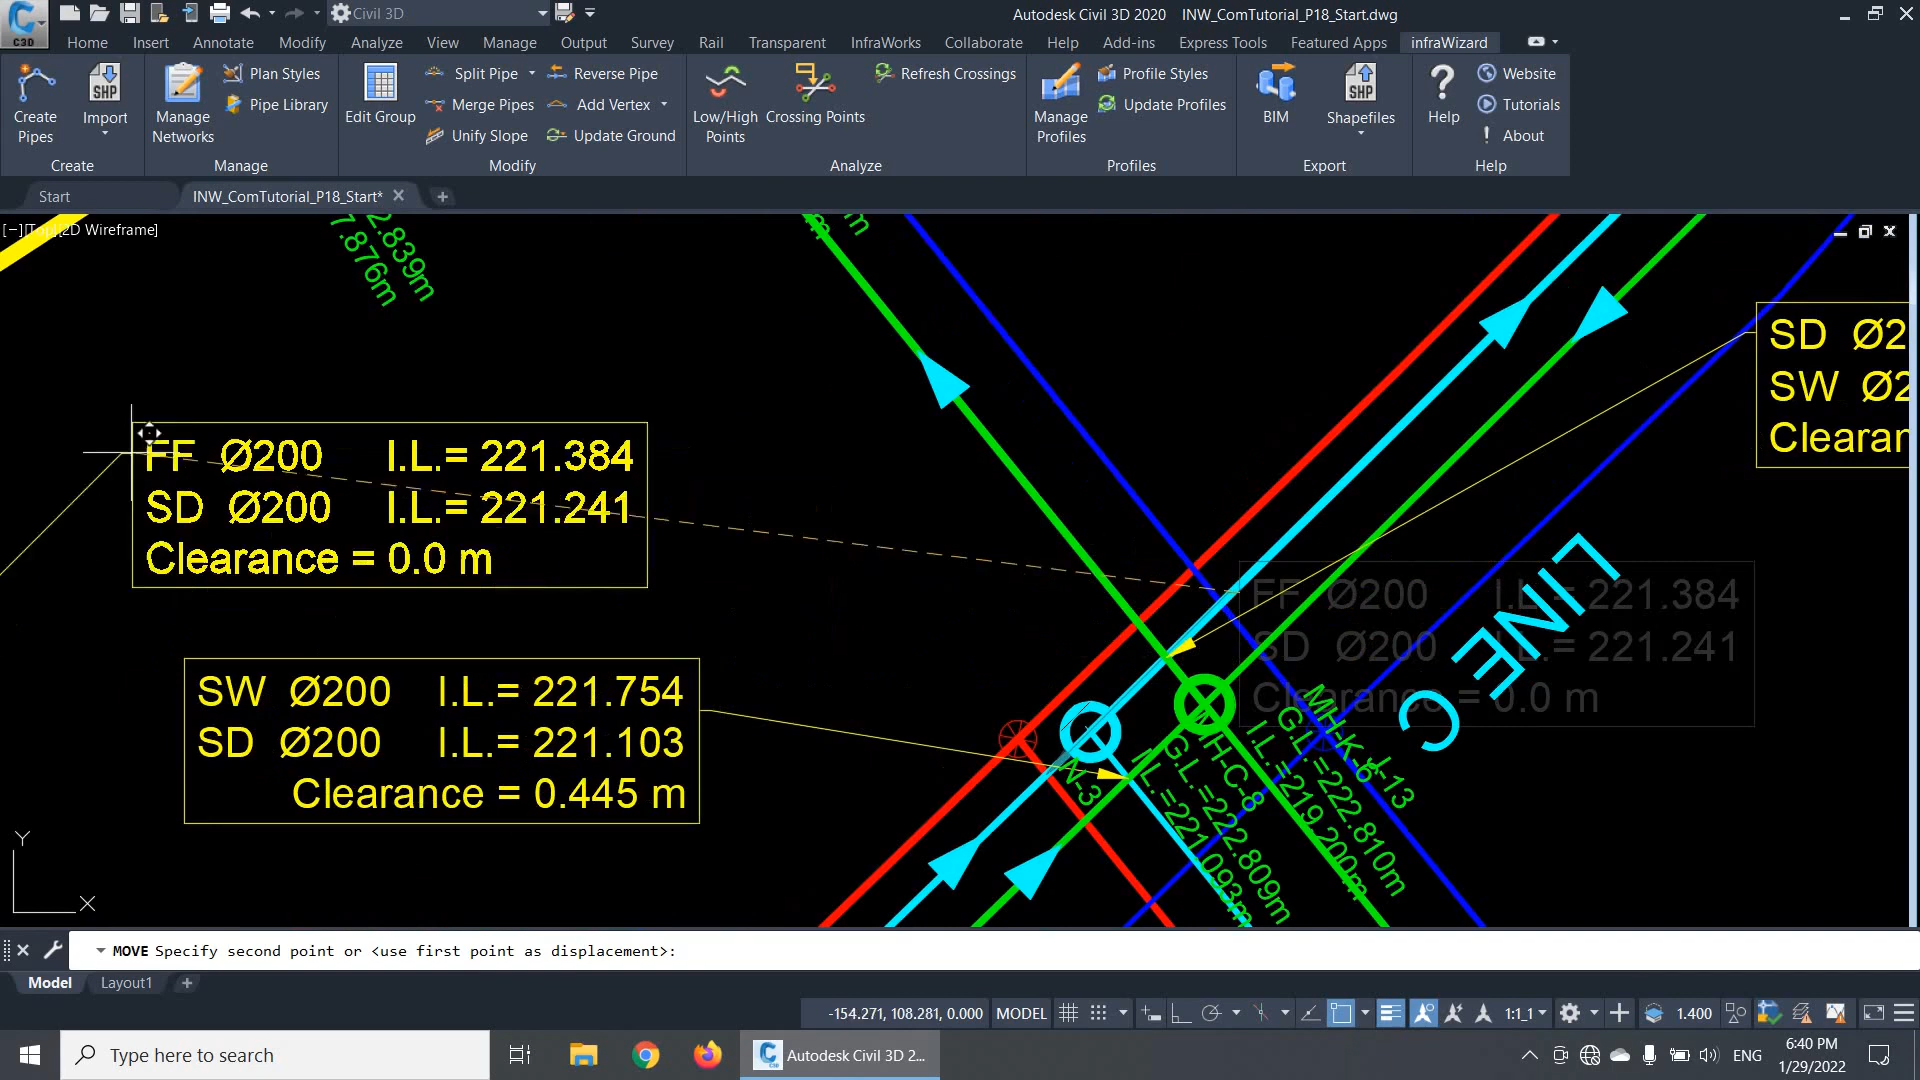 C3D
Civil 3D
Autodesk Civil 3D 2020 INW_ComTutorial_P18_Start.dwg
Home Insert Annotate Modify Analyze View Manage Output Survey Rail Transparent InfraWorks Collaborate Help Add-ins Express Tools Featured Apps infraWizard
Create Pipes
SHP
Import
Create
Manage Networks
Plan Styles
Pipe Library
Manage
Edit Group
Split Pipe
Merge Pipes
Unify Slope
Reverse Pipe
Add Vertex
Update Ground
Modify
Low/High Points
Crossing Points
Refresh Crossings
Analyze
Manage Profiles
Profile Styles
Update Profiles
Profiles
BIM
SHP
Shapefiles
Export
Help
Website
Tutorials
About
Help
Start INW_ComTutorial_P18_Start*
[−][Top][2D Wireframe]
2.839m
7.876m
FF Ø200 I.L.= 221.384
SD Ø200 I.L.= 221.241
Clearance = 0.0 m
SW Ø200 I.L.= 221.754
SD Ø200 I.L.= 221.103
Clearance = 0.445 m
SD Ø2
SW Ø2
Clearan
FF Ø200 I.L.= 221.384
SD Ø200 I.L.= 221.241
Clearance = 0.0 m
LINE C
MH-C-8
G.L.=222.809m
I.L.=221.093m
G.L.=222.810m
I.L.=219.200m
Y
X
MOVE Specify second point or <use first point as displacement>:
Model Layout1
-154.271, 108.281, 0.000 MODEL 1:1_1 1.400
Type here to search
Autodesk Civil 3D 2...
ENG
6:40 PM
1/29/2022